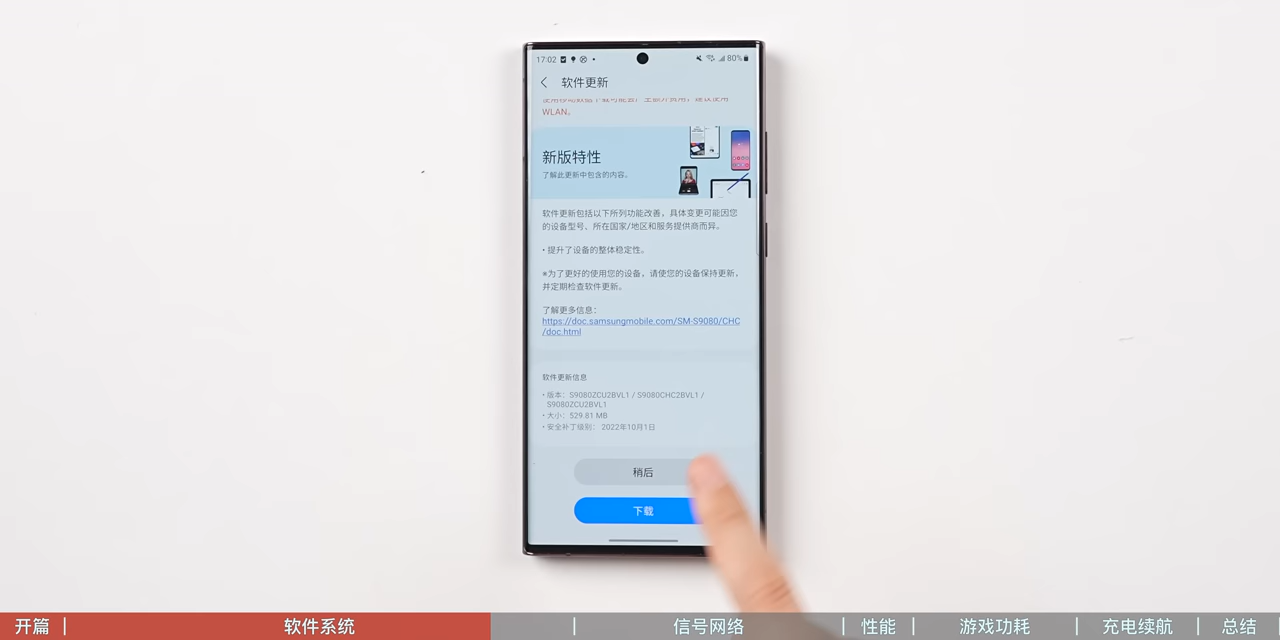 17:02
80%
软件更新
WLAN。
新版特性
了解此更新中包含的内容。
软件更新包括以下所列功能改善，具体变更可能因您
的设备型号、所在国家/地区和服务提供商而异。
• 提升了设备的整体稳定性。
※为了更好的使用您的设备，请使您的设备保持更新，
并定期检查软件更新。
了解更多信息：
https://doc.samsungmobile.com/SM-S9080/CHC
/doc.html
软件更新信息
• 版本：S9080ZCU2BVL1 / S9080CHC2BVL1 /
S9080ZCU2BVL1
• 大小：529.81 MB
• 安全补丁级别： 2022年10月1日
稍后
下载
开篇 | 软件系统 | 信号网络 | 性能 | 游戏功耗 | 充电续航 | 总结